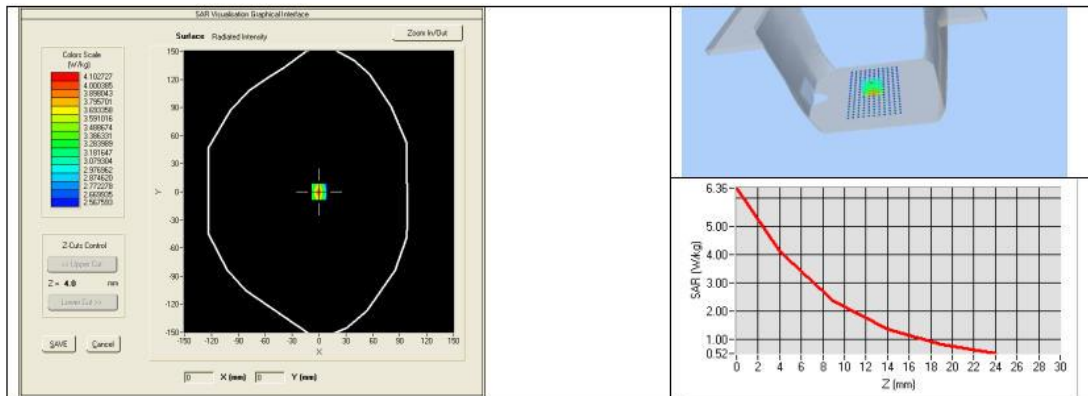 SAR Visualisation Graphical Interface
Surface Radiated Intensity
Zoom In/Out
Colors Scale
(W/kg)
4.102727
4.000385
3.898043
3.795701
3.693358
3.591016
3.488674
3.386331
3.283989
3.181647
3.079304
2.976962
2.874620
2.772278
2.669935
2.567593
Z-Cuts Control
<< Upper Cut
Z = 4.0 mm
Lower Cut >>
SAVE Cancel
150
120
90
60
30
0
-30
-60
-90
-120
-150
Y
-150 -120 -90 -60 -30 0 30 60 90 120 150
X
0 X (mm) 0 Y (mm)
6.36
5.00
4.00
3.00
2.00
1.00
0.52
SAR (W/kg)
0 2 4 6 8 10 12 14 16 18 20 22 24 26 28 30
Z (mm)